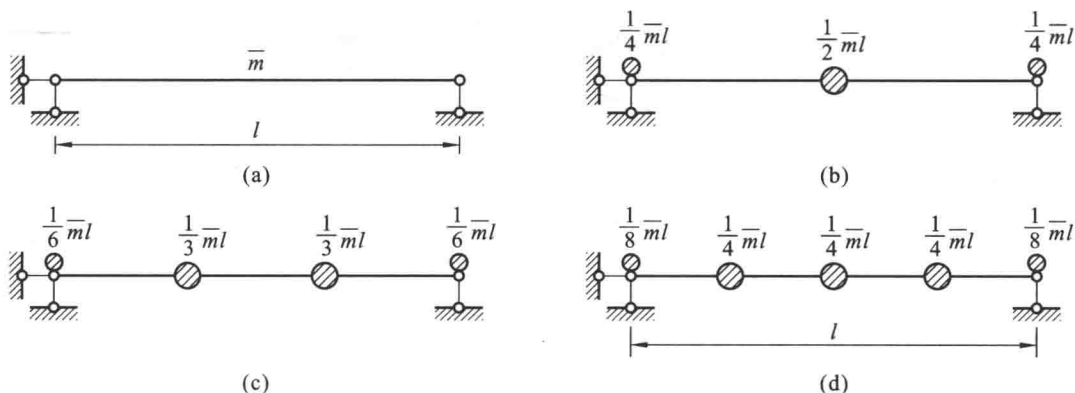 m̅
l
(a)
1/4 m̅l 1/2 m̅l 1/4 m̅l
(b)
1/6 m̅l 1/3 m̅l 1/3 m̅l 1/6 m̅l
(c)
1/8 m̅l 1/4 m̅l 1/4 m̅l 1/4 m̅l 1/8 m̅l
l
(d)